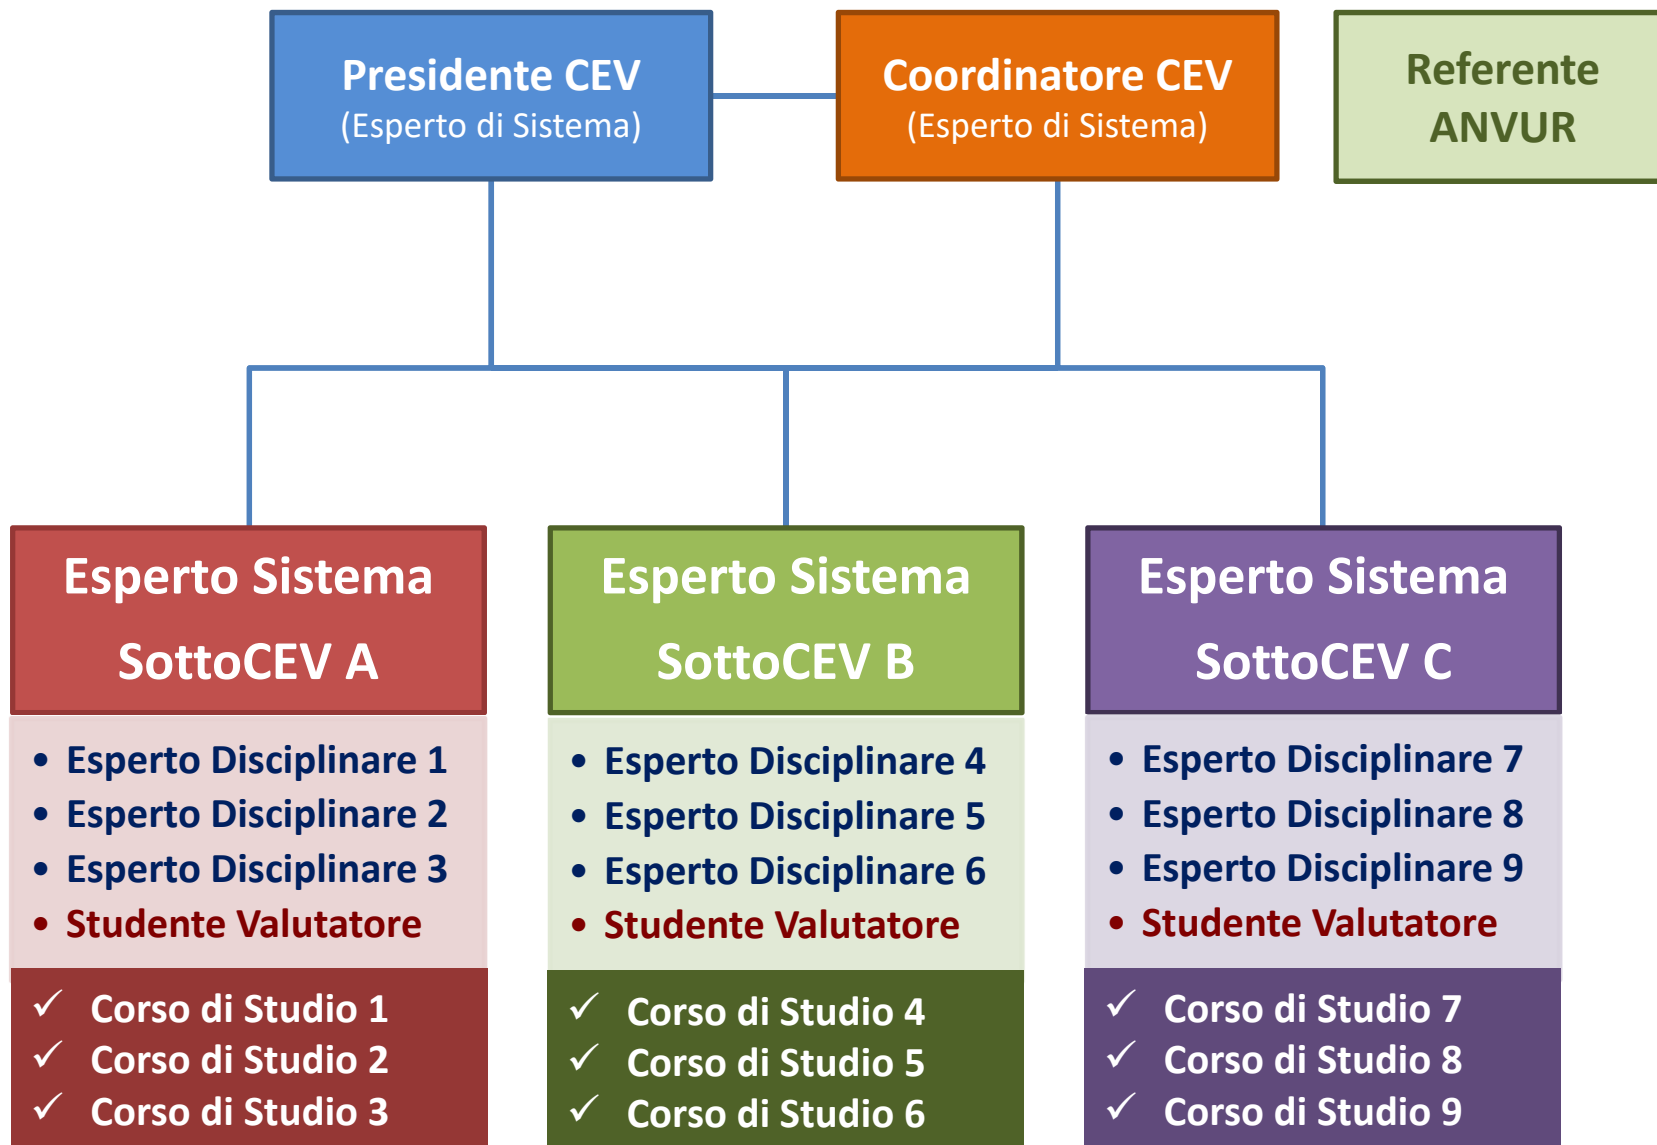 Presidente CEV
(Esperto di Sistema)
Coordinatore CEV
(Esperto di Sistema)
Referente
ANVUR
Esperto Sistema
SottoCEV A
• Esperto Disciplinare 1
• Esperto Disciplinare 2
• Esperto Disciplinare 3
• Studente Valutatore
✓ Corso di Studio 1
✓ Corso di Studio 2
✓ Corso di Studio 3
Esperto Sistema
SottoCEV B
• Esperto Disciplinare 4
• Esperto Disciplinare 5
• Esperto Disciplinare 6
• Studente Valutatore
✓ Corso di Studio 4
✓ Corso di Studio 5
✓ Corso di Studio 6
Esperto Sistema
SottoCEV C
• Esperto Disciplinare 7
• Esperto Disciplinare 8
• Esperto Disciplinare 9
• Studente Valutatore
✓ Corso di Studio 7
✓ Corso di Studio 8
✓ Corso di Studio 9